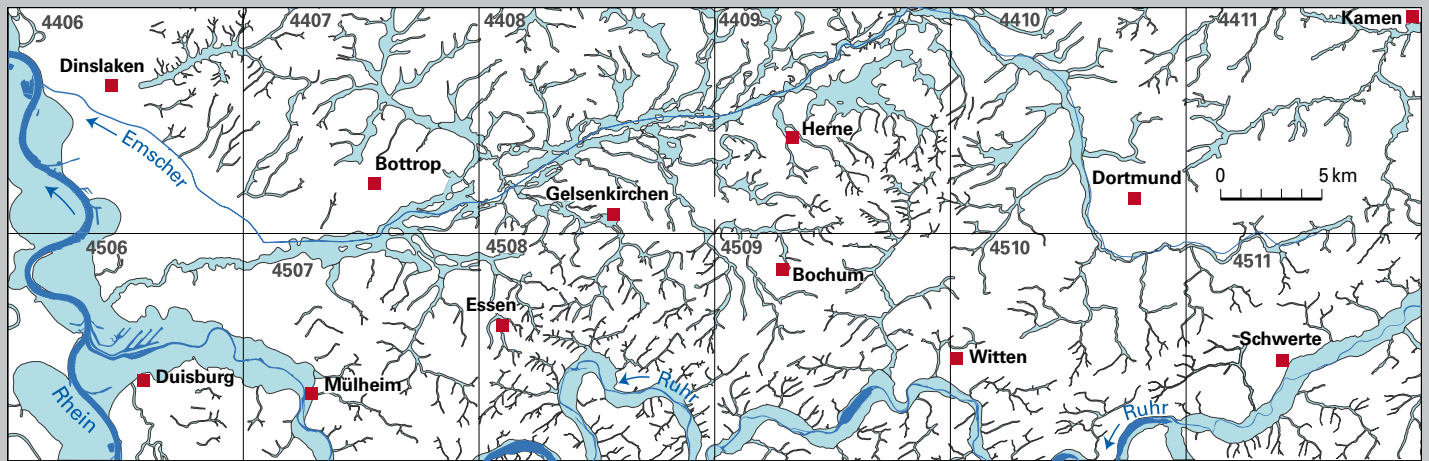 4406
4407
4408
4409
4410
4411
Kamen
Dinslaken
Emscher
Herne
Bottrop
Gelsenkirchen
Dortmund
0 5 km
4506
4507
4508
4509
4510
4511
Bochum
Essen
Schwerte
Witten
Duisburg
Mülheim
Ruhr
Rhein
Ruhr